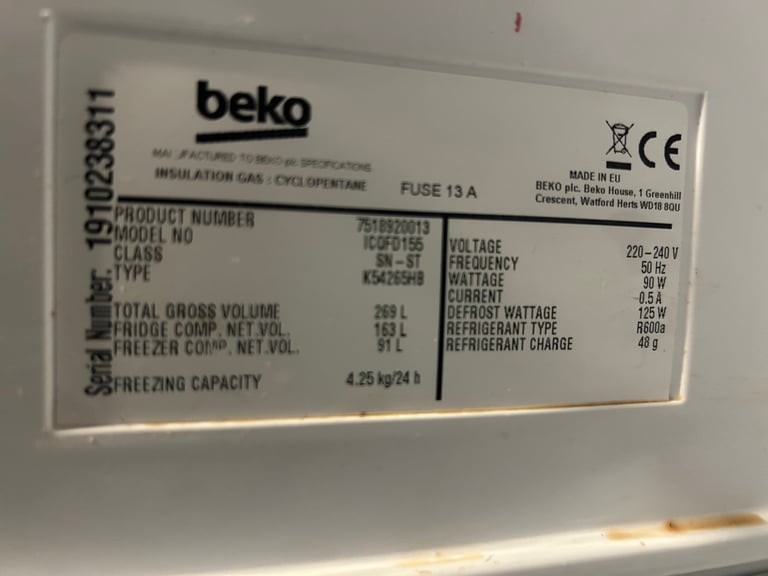 beko
MANUFACTURED TO BEKO plc SPECIFICATIONS
INSULATION GAS : CYCLOPENTANE
FUSE 13 A
CE
MADE IN EU
BEKO plc. Beko House, 1 Greenhill
Crescent, Watford Herts WD18 8QU
Serial Number: 1910238311
PRODUCT NUMBER 7518920013
MODEL NO ICQFD155
CLASS SN-ST
TYPE K54265HB
TOTAL GROSS VOLUME 269 L
FRIDGE COMP. NET.VOL. 163 L
FREEZER COMP. NET.VOL. 91 L
FREEZING CAPACITY 4.25 kg/24 h
VOLTAGE 220-240 V
FREQUENCY 50 Hz
WATTAGE 90 W
CURRENT 0.5 A
DEFROST WATTAGE 125 W
REFRIGERANT TYPE R600a
REFRIGERANT CHARGE 48 g